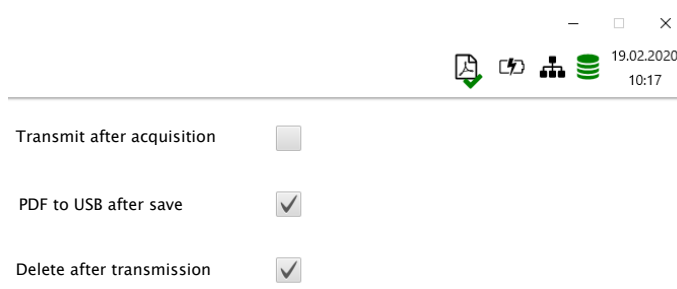 19.02.2020
10:17
Transmit after acquisition
PDF to USB after save
Delete after transmission